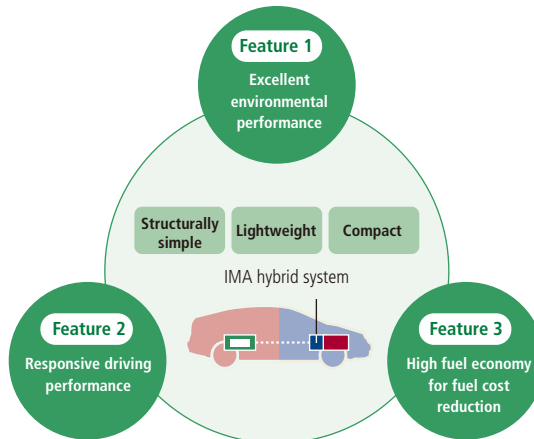 Feature 1
Excellent
environmental
performance
Structurally
simple
Lightweight
Compact
IMA hybrid system
Feature 2
Responsive driving
performance
Feature 3
High fuel economy
for fuel cost
reduction